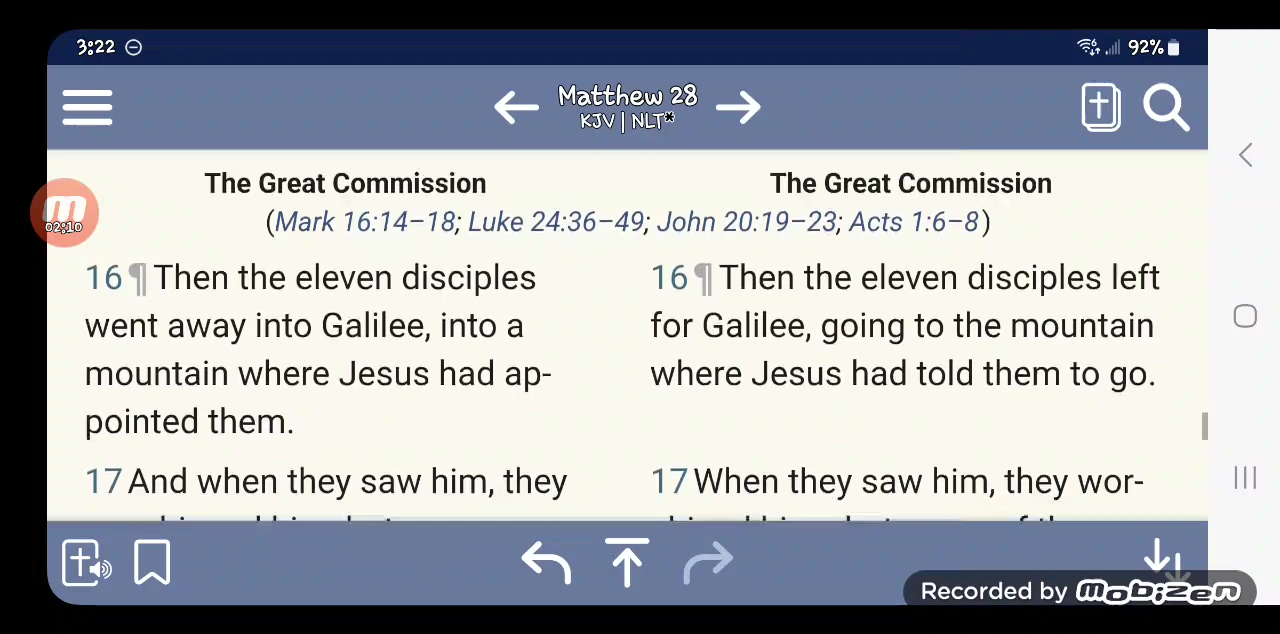 3:22 92%
Matthew 28
KJV | NLT*
The Great Commission The Great Commission
(Mark 16:14–18; Luke 24:36–49; John 20:19–23; Acts 1:6–8)
02:10
16 ¶ Then the eleven disciples
went away into Galilee, into a
mountain where Jesus had ap-
pointed them.
17 And when they saw him, they
16 ¶ Then the eleven disciples left
for Galilee, going to the mountain
where Jesus had told them to go.
17 When they saw him, they wor-
Recorded by mobizen